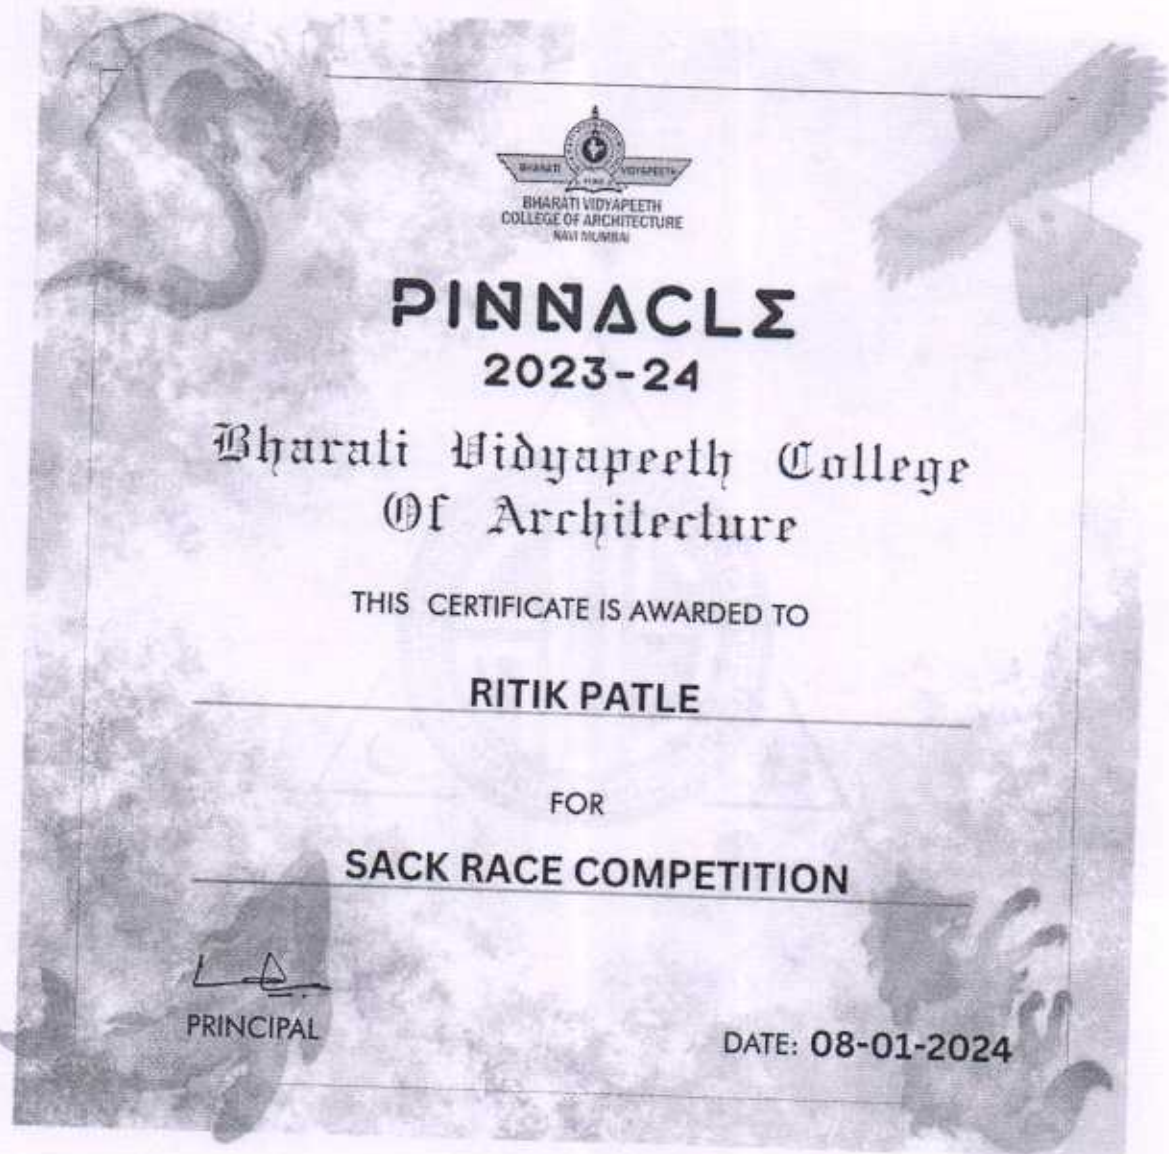 BHARATI VIDYAPEETH
PUNE
BHARATI VIDYAPEETH
COLLEGE OF ARCHITECTURE
NAVI MUMBAI
PINNACLE
2023-24
Bharati Vidyapeeth College
Of Architecture
THIS CERTIFICATE IS AWARDED TO
RITIK PATLE
FOR
SACK RACE COMPETITION
PRINCIPAL
DATE: 08-01-2024